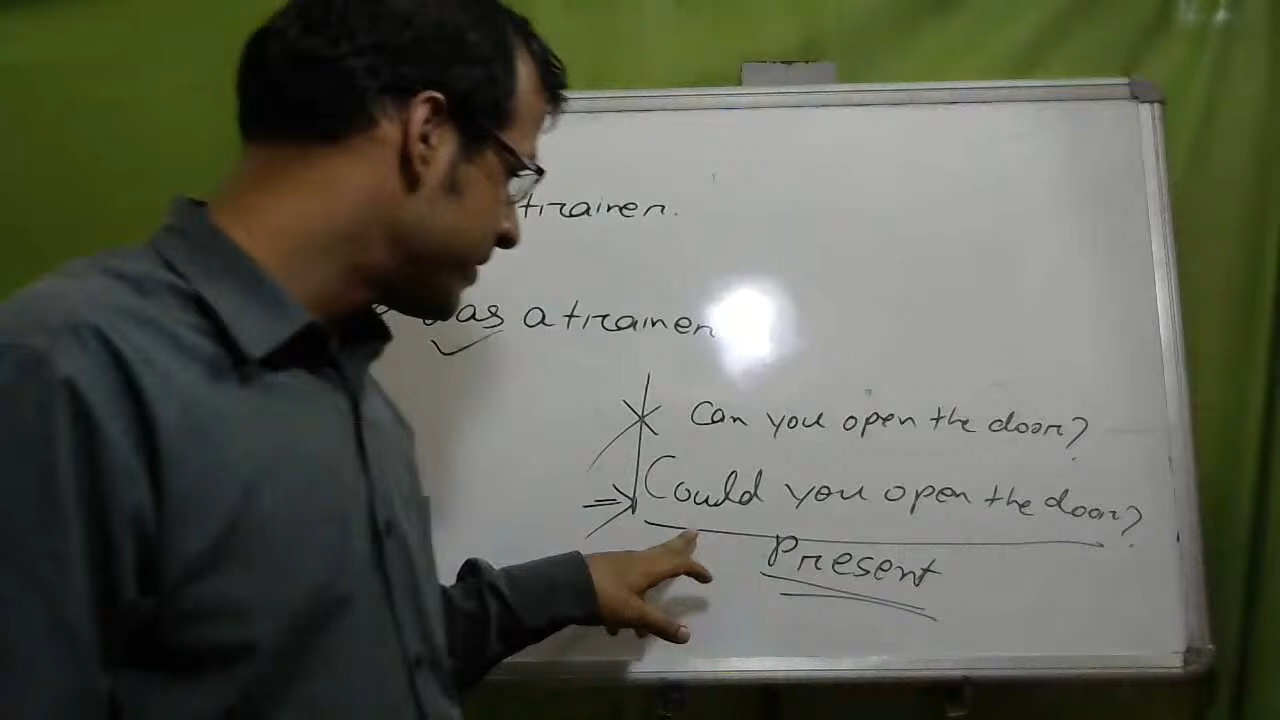 trainer.
was a trainer
Can you open the door?
Could you open the door?
Present